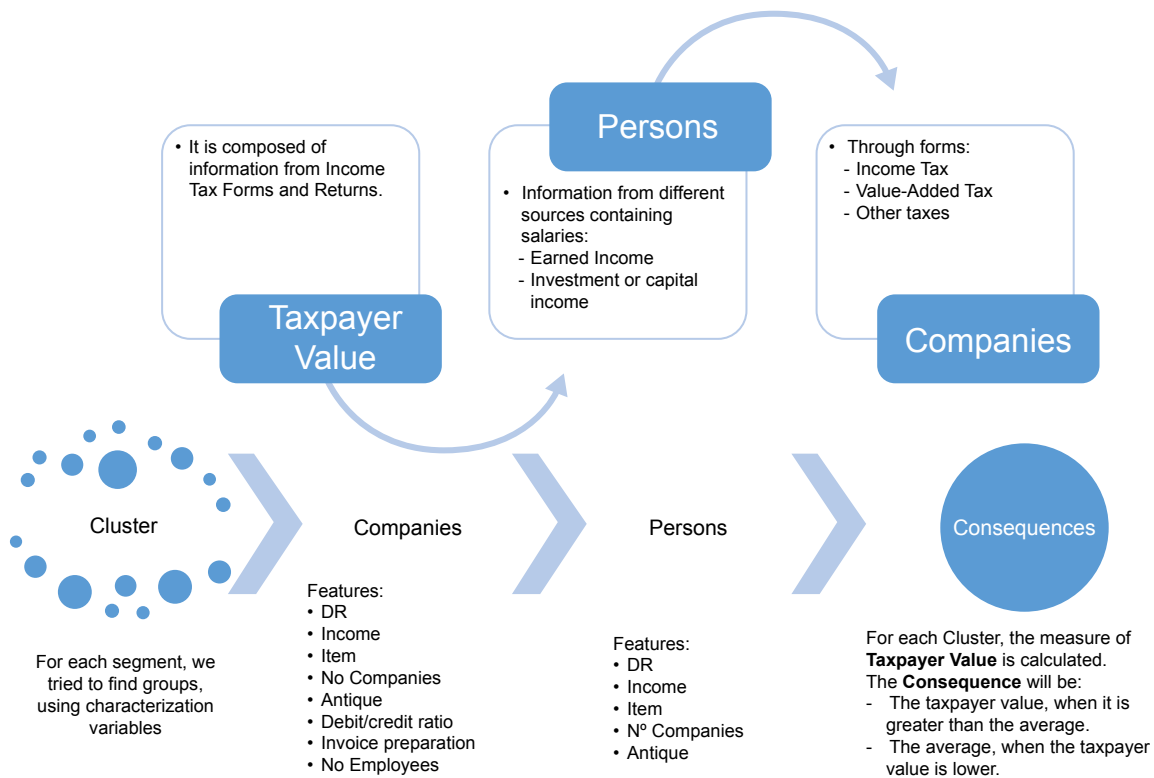 • It is composed of
information from Income
Tax Forms and Returns.
Taxpayer
Value
Persons
• Information from different
sources containing
salaries:
- Earned Income
- Investment or capital
income
• Through forms:
- Income Tax
- Value-Added Tax
- Other taxes
Companies
Cluster
For each segment, we
tried to find groups,
using characterization
variables
Companies
Features:
• DR
• Income
• Item
• No Companies
• Antique
• Debit/credit ratio
• Invoice preparation
• No Employees
Persons
Features:
• DR
• Income
• Item
• Nº Companies
• Antique
Consequences
For each Cluster, the measure of
Taxpayer Value is calculated.
The Consequence will be:
- The taxpayer value, when it is
greater than the average.
- The average, when the taxpayer
value is lower.